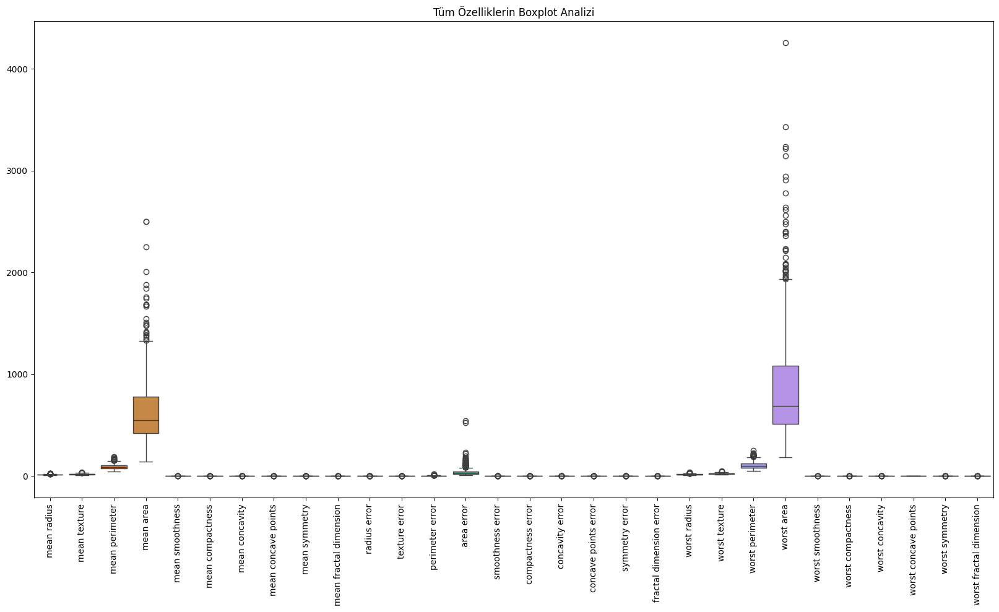 Tüm Özelliklerin Boxplot Analizi
4000
3000
2000
1000
0
mean radius
mean texture
mean perimeter
mean area
mean smoothness
mean compactness
mean concavity
mean concave points
mean symmetry
mean fractal dimension
radius error
texture error
perimeter error
area error
smoothness error
compactness error
concavity error
concave points error
symmetry error
fractal dimension error
worst radius
worst texture
worst perimeter
worst area
worst smoothness
worst compactness
worst concavity
worst concave points
worst symmetry
worst fractal dimension